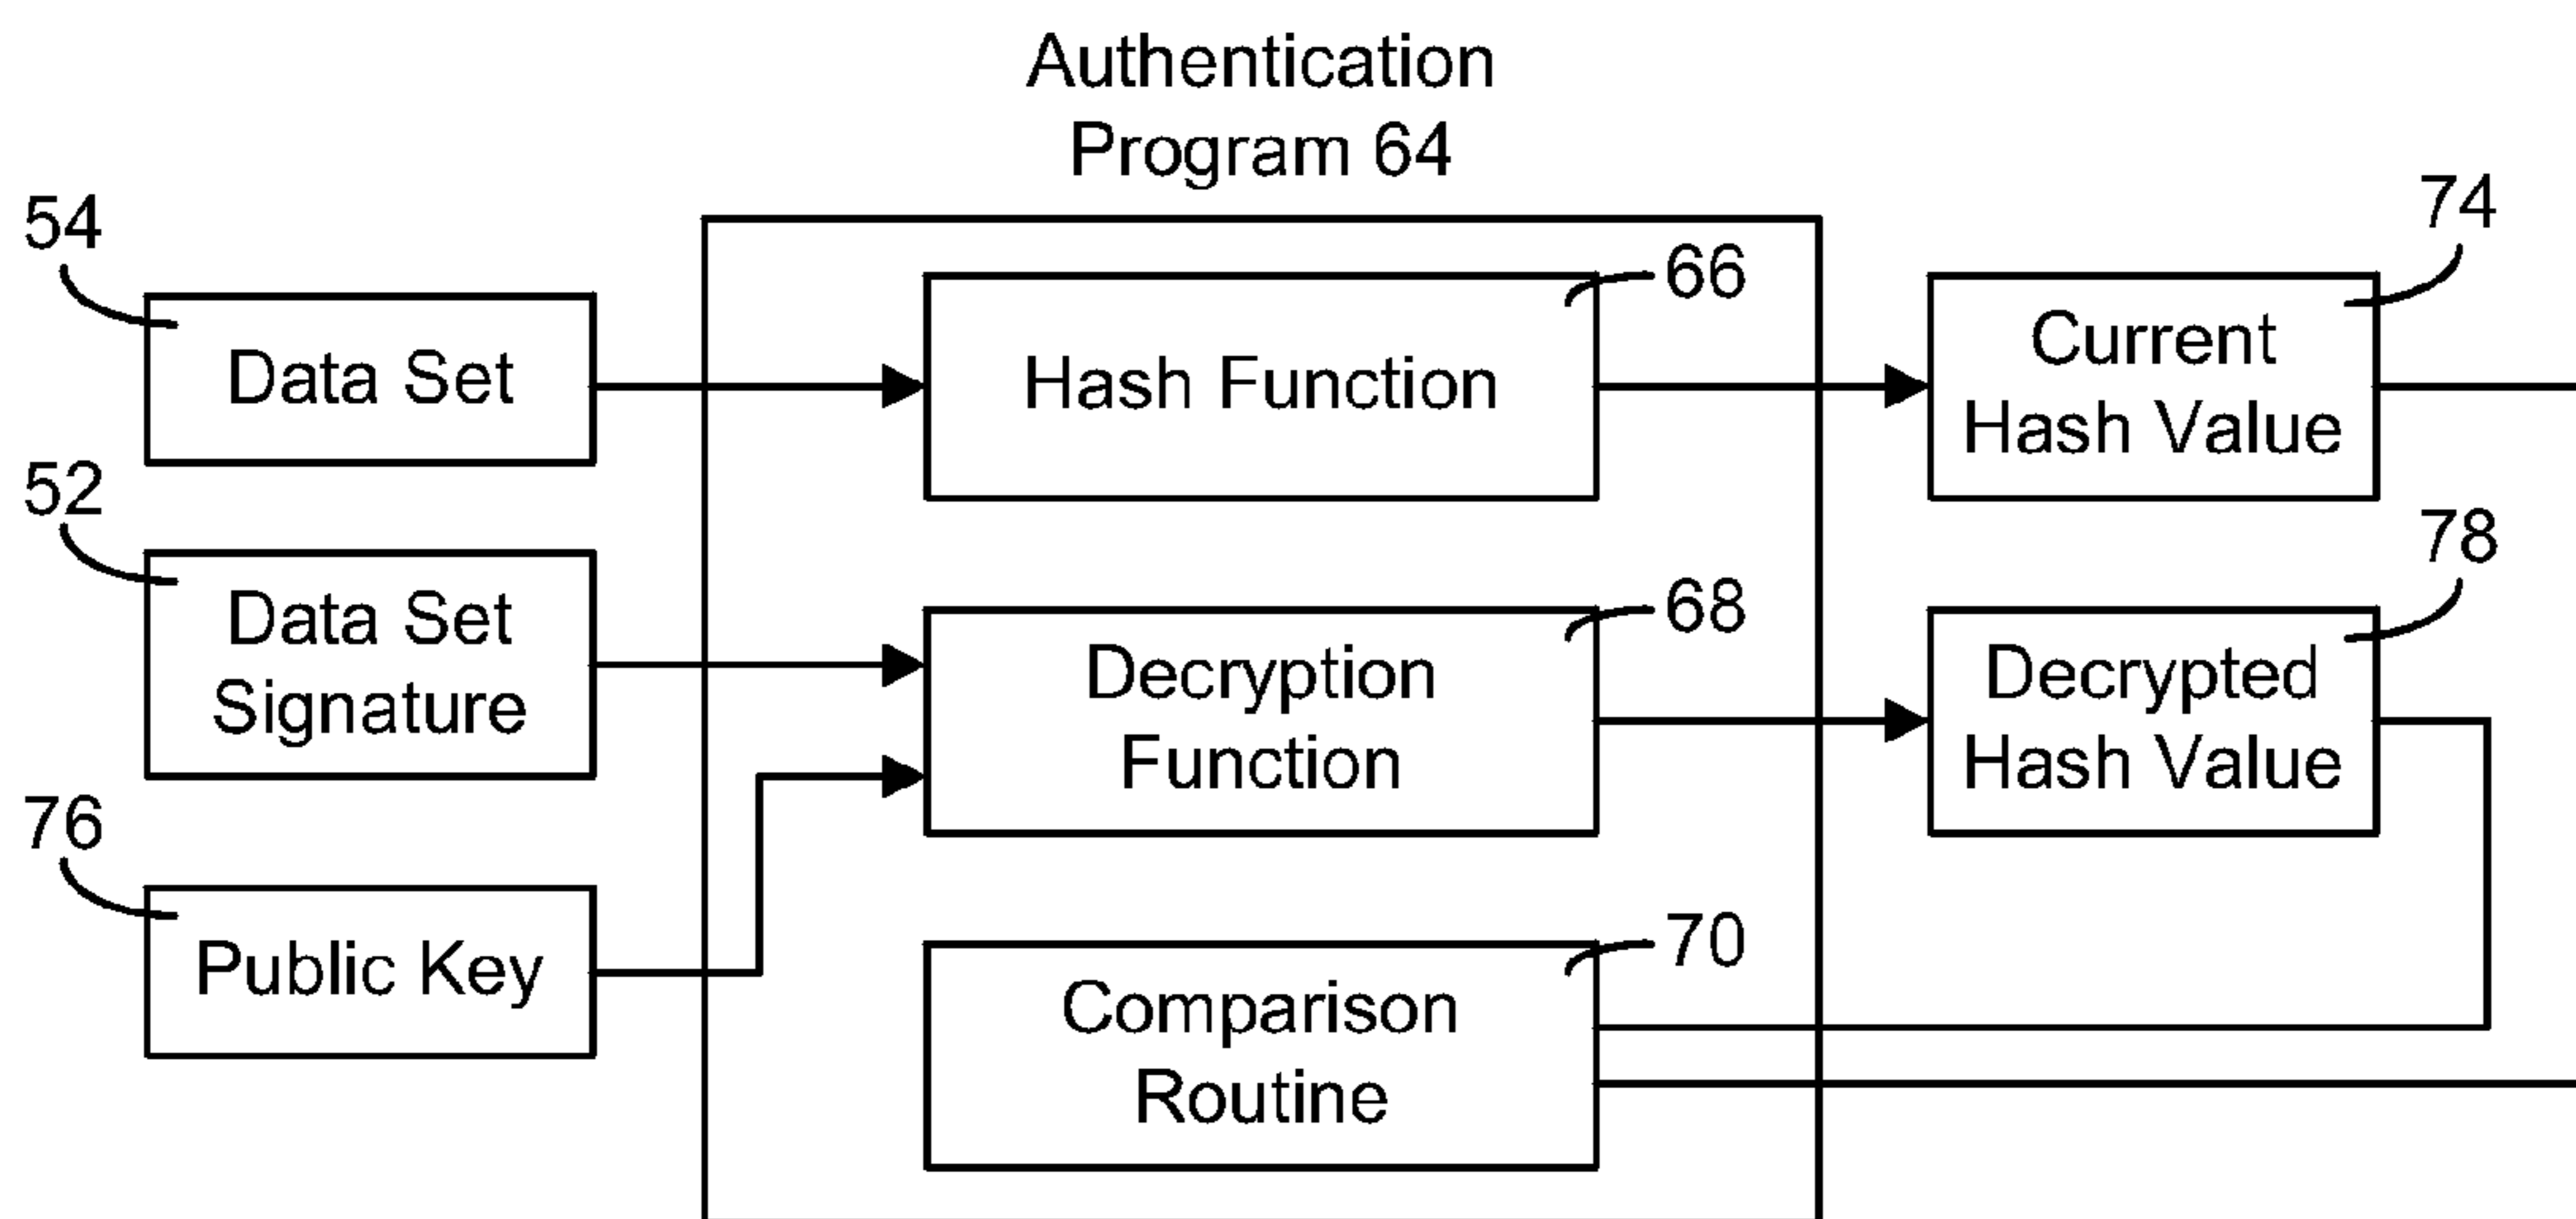 Authentication
Program 64
54
Data Set
66
Hash Function
74
Current
Hash Value
52
Data Set
Signature
68
Decryption
Function
78
Decrypted
Hash Value
76
Public Key
70
Comparison
Routine